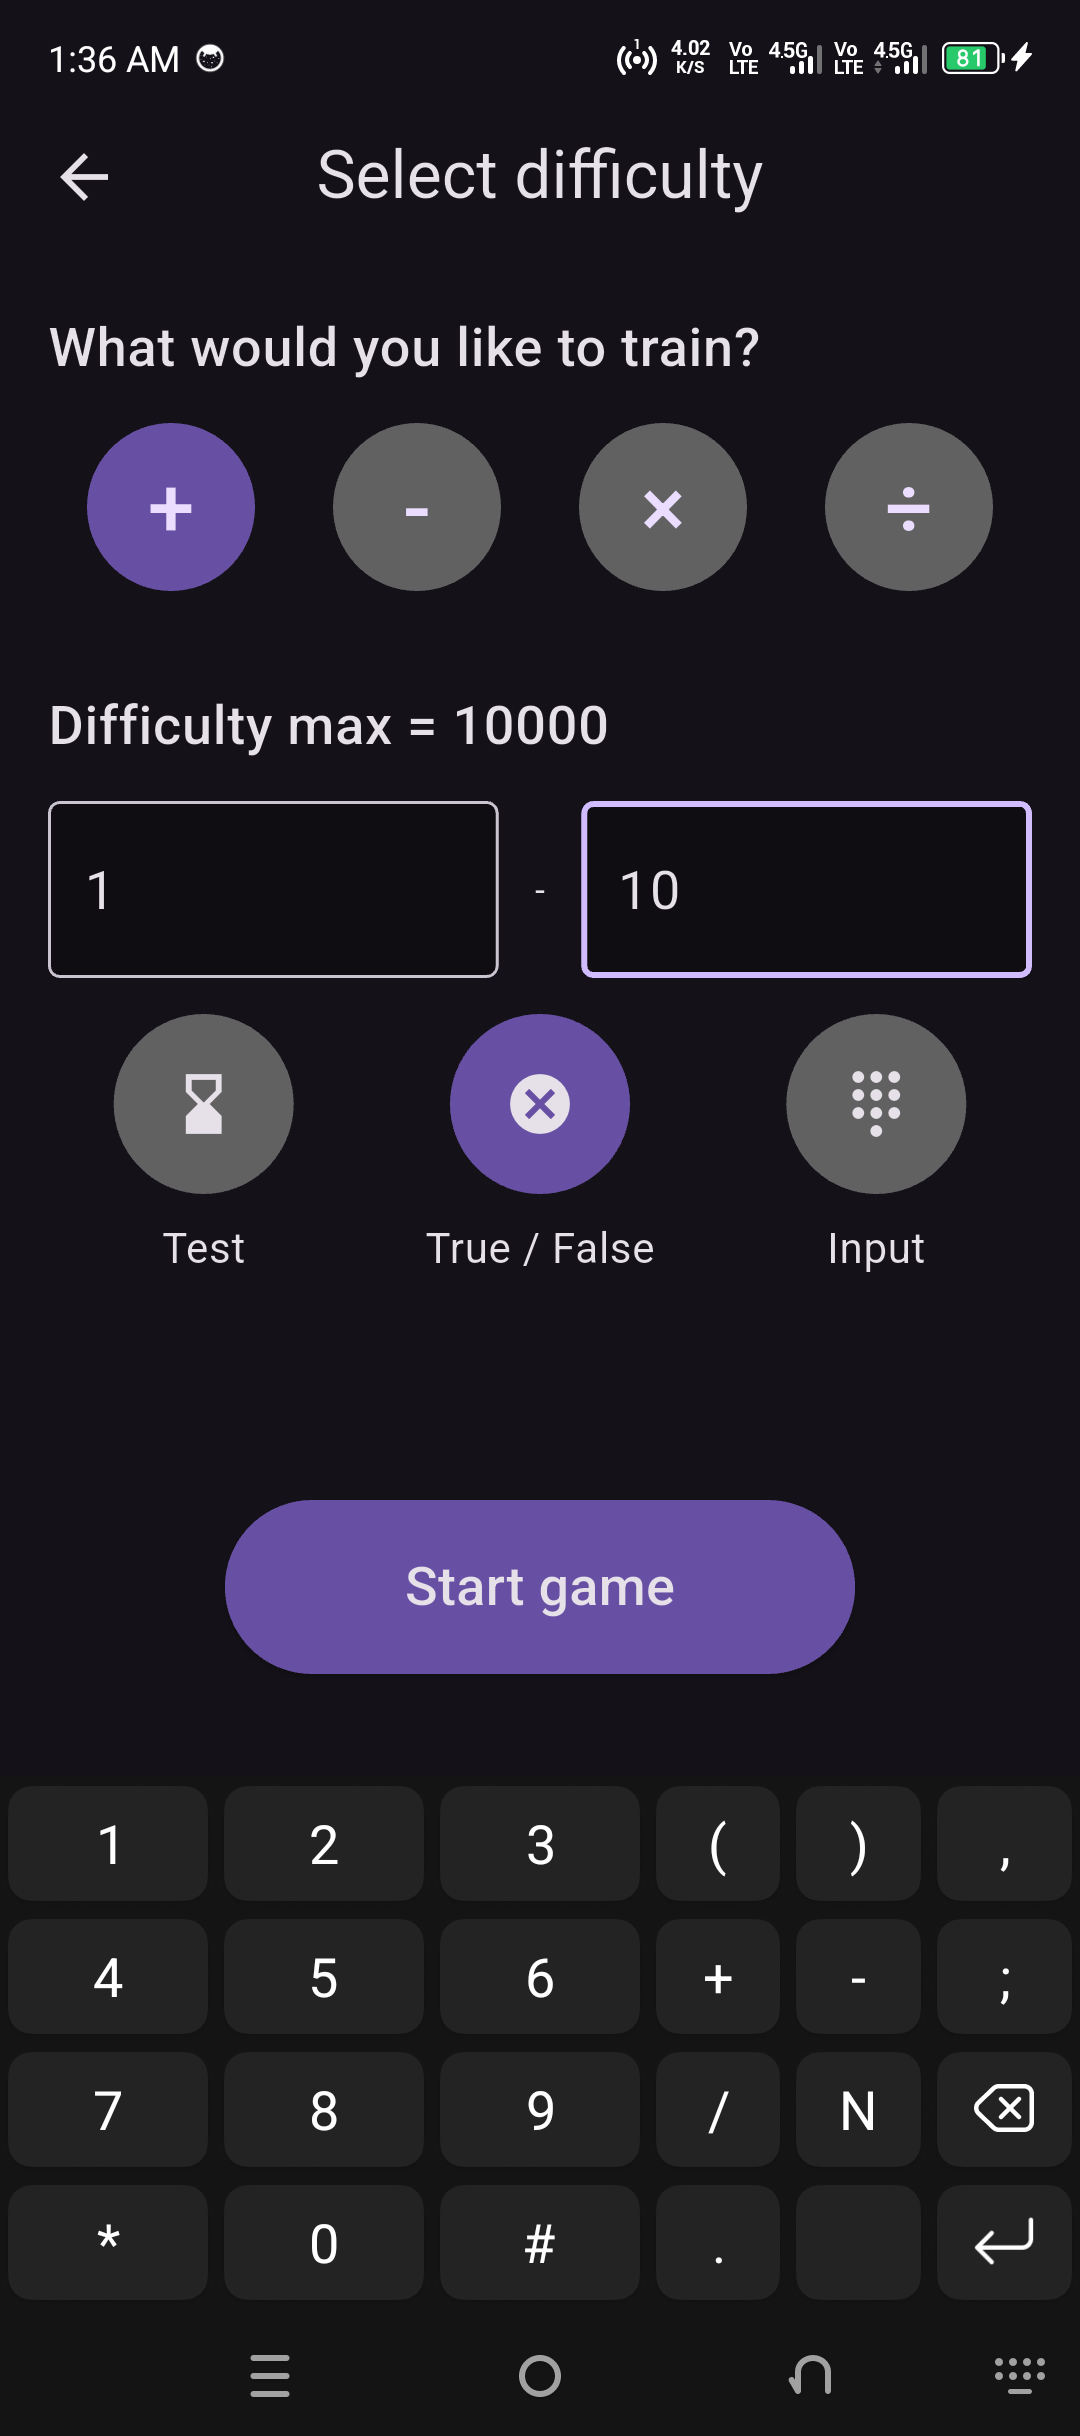 1:36 AM 1 4.02 K/S Vo LTE 4.5G Vo LTE 4.5G 81
Select difficulty
What would you like to train?
+ - × ÷
Difficulty max = 10000
1 - 10
Test True / False Input
Start game
1 2 3 ( ) ,
4 5 6 + - ;
7 8 9 / N
* 0 # .